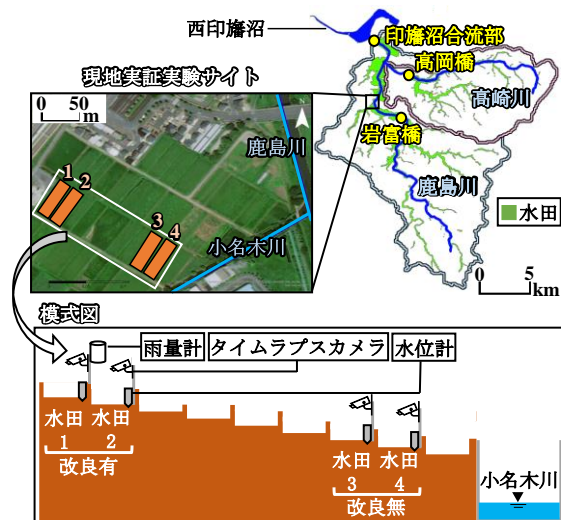 西印旛沼
印旛沼合流部
高岡橋
高崎川
岩富橋
鹿島川
水田
0 5
km
現地実証実験サイト
0 50
m
鹿島川
小名木川
1
2
3
4
模式図
雨量計 タイムラプスカメラ 水位計
水田 水田 水田 水田
1 2 3 4
改良有 改良無
小名木川